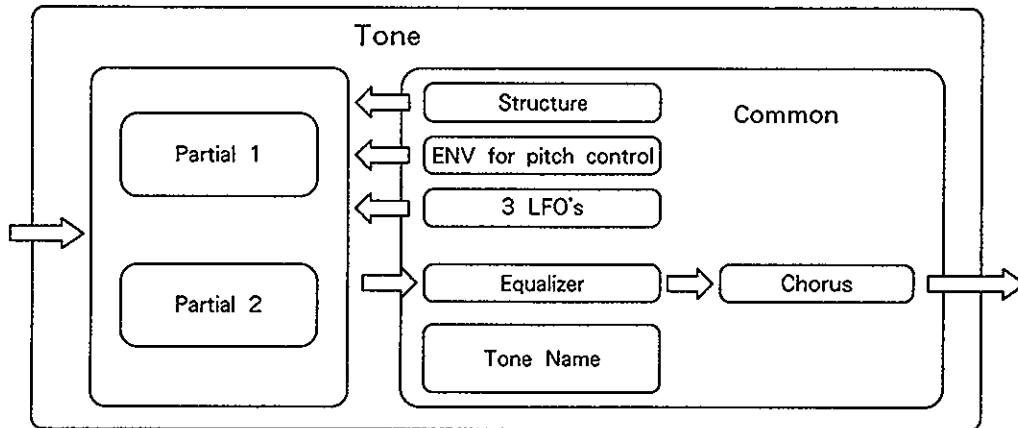 Tone
Partial 1
Partial 2
Common
Structure
ENV for pitch control
3 LFO's
Equalizer
Chorus
Tone Name